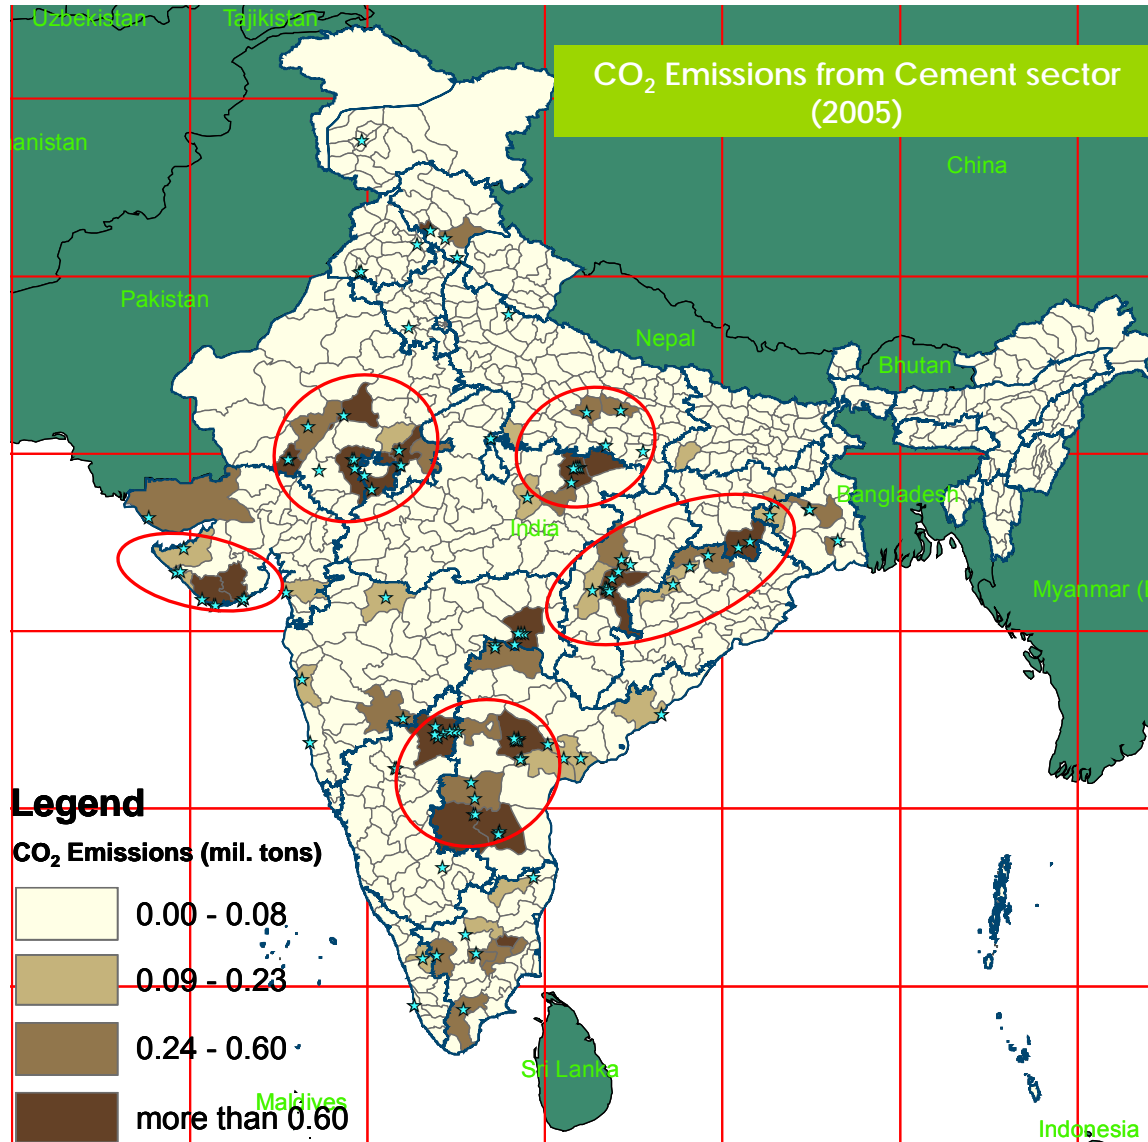 Uzbekistan
Tajikistan
CO₂ Emissions from Cement sector
(2005)
anistan
China
Pakistan
Nepal
Bhutan
Bangladesh
India
Myanmar (
Legend
CO₂ Emissions (mil. tons)
0.00 - 0.08
0.09 - 0.23
0.24 - 0.60
more than 0.60
Sri Lanka
Maldives
Indonesia